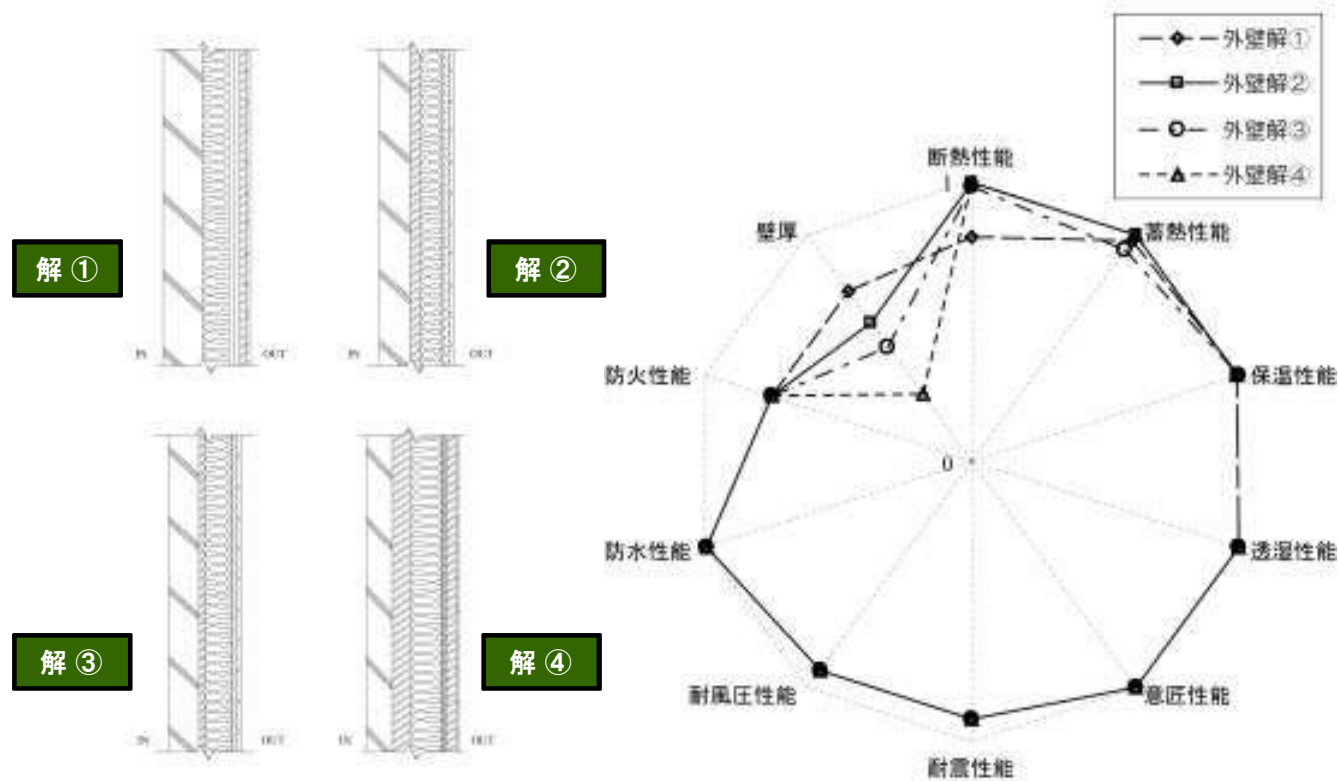 解 ①
IN
OUT
解 ②
IN
OUT
解 ③
IN
OUT
解 ④
IN
OUT
外壁解①
外壁解②
外壁解③
外壁解④
断熱性能
1
蓄熱性能
保温性能
透湿性能
意匠性能
耐震性能
耐風圧性能
防水性能
防火性能
壁厚
0